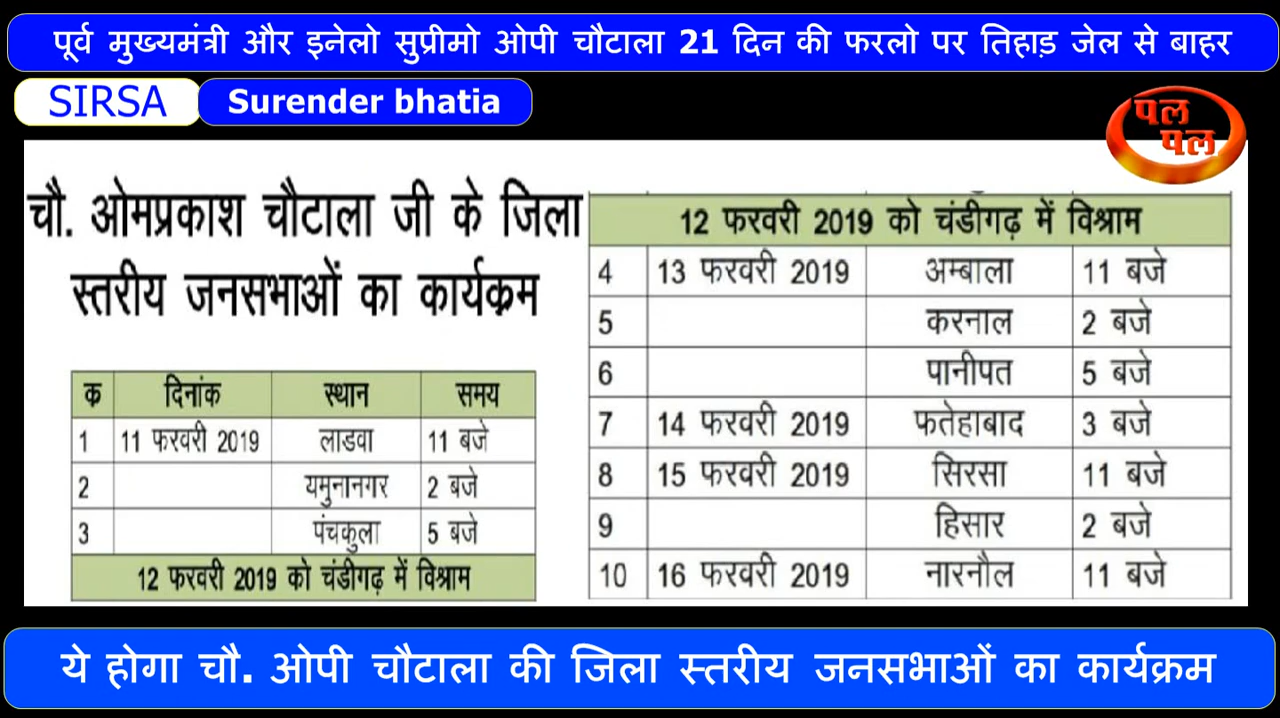 पूर्व मुख्यमंत्री और इनेलो सुप्रीमो ओपी चौटाला 21 दिन की फरलो पर तिहाड़ जेल से बाहर
SIRSA Surender bhatia
पल
पल
चौ. ओमप्रकाश चौटाला जी के जिला
स्तरीय जनसभाओं का कार्यक्रम
क दिनांक स्थान समय
1 11 फरवरी 2019 लाडवा 11 बजे
2 यमुनानगर 2 बजे
3 पंचकुला 5 बजे
12 फरवरी 2019 को चंडीगढ़ में विश्राम
12 फरवरी 2019 को चंडीगढ़ में विश्राम
4 13 फरवरी 2019 अम्बाला 11 बजे
5 करनाल 2 बजे
6 पानीपत 5 बजे
7 14 फरवरी 2019 फतेहाबाद 3 बजे
8 15 फरवरी 2019 सिरसा 11 बजे
9 हिसार 2 बजे
10 16 फरवरी 2019 नारनौल 11 बजे
ये होगा चौ. ओपी चौटाला की जिला स्तरीय जनसभाओं का कार्यक्रम